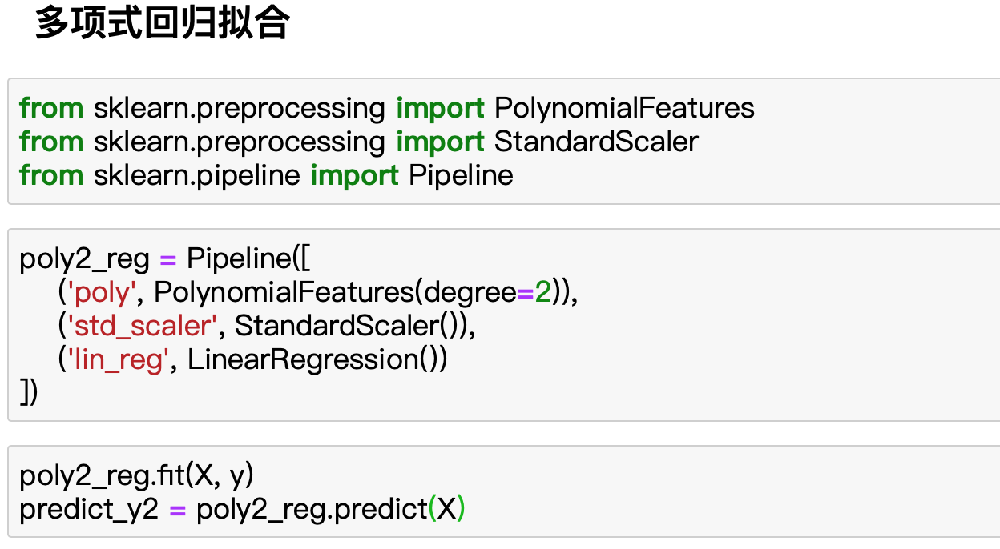 多项式回归拟合
from sklearn.preprocessing import PolynomialFeatures
from sklearn.preprocessing import StandardScaler
from sklearn.pipeline import Pipeline
poly2_reg = Pipeline([
    ('poly', PolynomialFeatures(degree=2)),
    ('std_scaler', StandardScaler()),
    ('lin_reg', LinearRegression())
])
poly2_reg.fit(X, y)
predict_y2 = poly2_reg.predict(X)